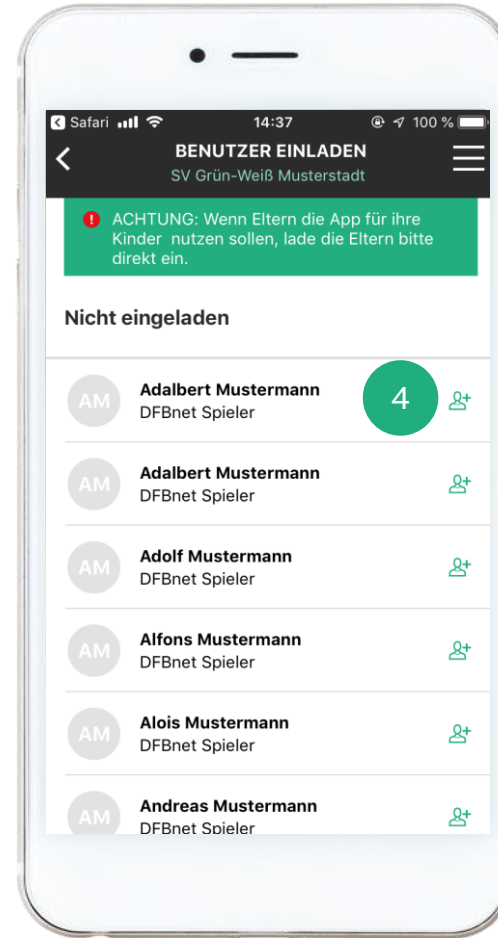 Safari 14:37 100 %
BENUTZER EINLADEN
SV Grün-Weiß Musterstadt
ACHTUNG: Wenn Eltern die App für ihre
Kinder nutzen sollen, lade die Eltern bitte
direkt ein.
Nicht eingeladen
AM
Adalbert Mustermann
DFBnet Spieler
4
AM
Adalbert Mustermann
DFBnet Spieler
AM
Adolf Mustermann
DFBnet Spieler
AM
Alfons Mustermann
DFBnet Spieler
AM
Alois Mustermann
DFBnet Spieler
AM
Andreas Mustermann
DFBnet Spieler